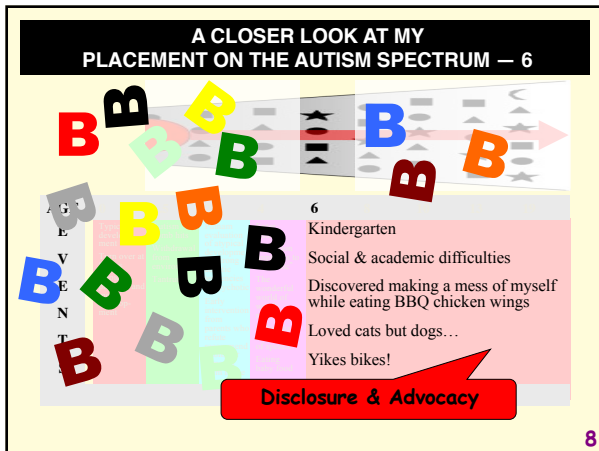 A CLOSER LOOK AT MY
PLACEMENT ON THE AUTISM SPECTRUM — 6
B B B B B B B B
6
E
V
E
N
T
Kindergarten
Social & academic difficulties
Discovered making a mess of myself
while eating BBQ chicken wings
Loved cats but dogs…
Yikes bikes!
B B B B B B B B B B
Disclosure & Advocacy
8